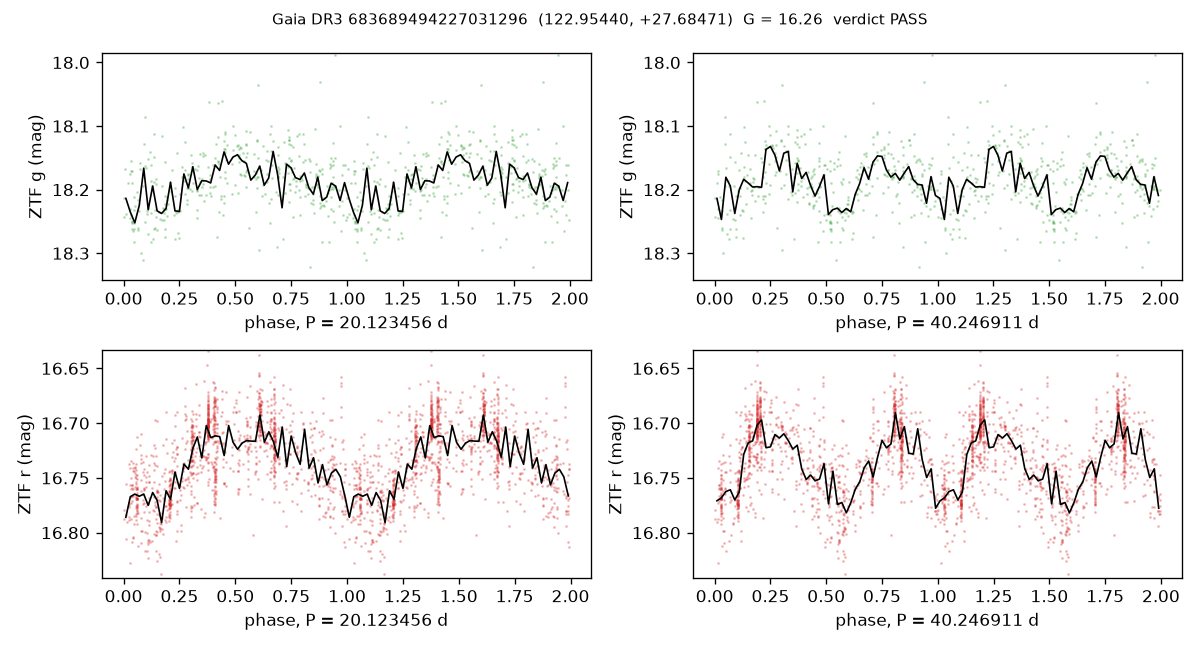 Gaia DR3 683689494227031296  (122.95440, +27.68471)  G = 16.26  verdict PASS
18.0
18.1
18.2
18.3
ZTF g (mag)
0.00 0.25 0.50 0.75 1.00 1.25 1.50 1.75 2.00
phase, P = 20.123456 d
18.0
18.1
18.2
18.3
ZTF g (mag)
0.00 0.25 0.50 0.75 1.00 1.25 1.50 1.75 2.00
phase, P = 40.246911 d
16.65
16.70
16.75
16.80
ZTF r (mag)
0.00 0.25 0.50 0.75 1.00 1.25 1.50 1.75 2.00
phase, P = 20.123456 d
16.65
16.70
16.75
16.80
ZTF r (mag)
0.00 0.25 0.50 0.75 1.00 1.25 1.50 1.75 2.00
phase, P = 40.246911 d